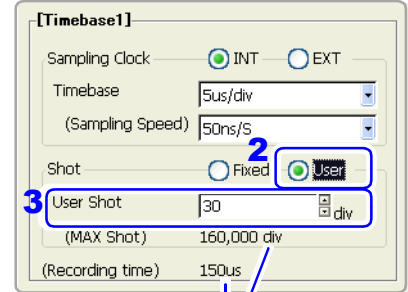 [Timebase1]
Sampling Clock INT EXT
Timebase 5us/div
(Sampling Speed) 50ns/S
2
Shot Fixed User
3 User Shot 30 div
(MAX Shot) 160,000 div
(Recording time) 150us